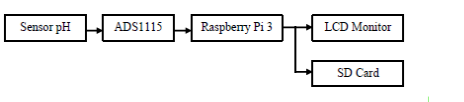 Sensor pH
ADS1115
Raspberry Pi 3
LCD Monitor
SD Card